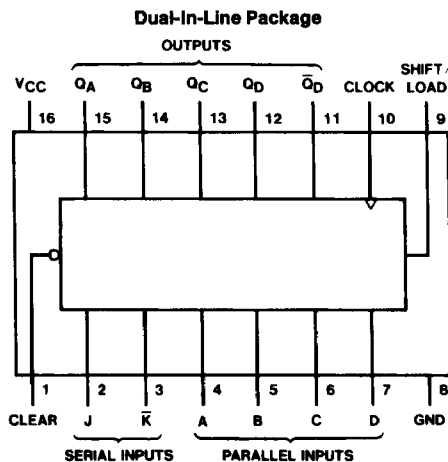 Dual-In-Line Package
OUTPUTS
VCC QA QB QC QD Q̅D CLOCK SHIFT/
LOAD
16 15 14 13 12 11 10 9
1 2 3 4 5 6 7 8
CLEAR J K̅ A B C D GND
SERIAL INPUTS PARALLEL INPUTS